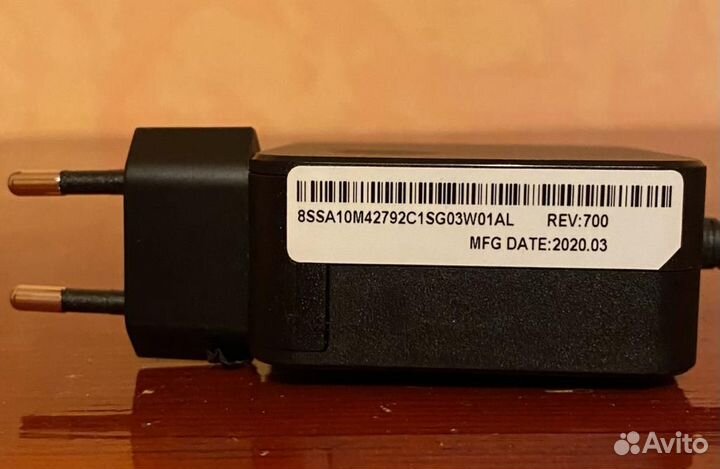 8SSA10M42792C1SG03W01AL REV:700
MFG DATE:2020.03
Avito